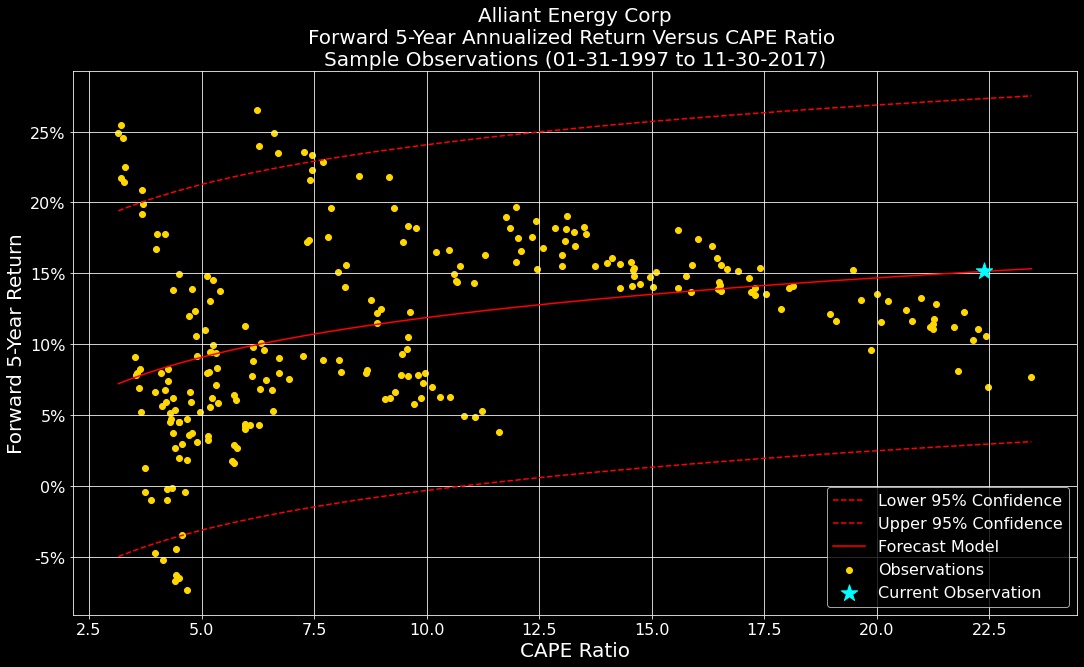 Alliant Energy Corp
Forward 5-Year Annualized Return Versus CAPE Ratio
Sample Observations (01-31-1997 to 11-30-2017)
Forward 5-Year Return
25%
20%
15%
10%
5%
0%
-5%
Lower 95% Confidence
Upper 95% Confidence
Forecast Model
Observations
Current Observation
2.5 5.0 7.5 10.0 12.5 15.0 17.5 20.0 22.5
CAPE Ratio